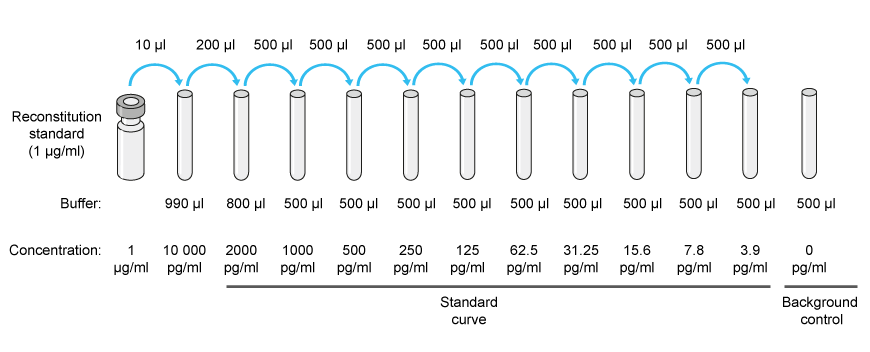 10 µl 200 µl 500 µl 500 µl 500 µl 500 µl 500 µl 500 µl 500 µl 500 µl 500 µl
Reconstitution
standard
(1 µg/ml)
Buffer: 990 µl 800 µl 500 µl 500 µl 500 µl 500 µl 500 µl 500 µl 500 µl 500 µl 500 µl 500 µl
Concentration: 1 10 000 2000 1000 500 250 125 62.5 31.25 15.6 7.8 3.9 0
µg/ml pg/ml pg/ml pg/ml pg/ml pg/ml pg/ml pg/ml pg/ml pg/ml pg/ml pg/ml pg/ml
Standard Background
curve control